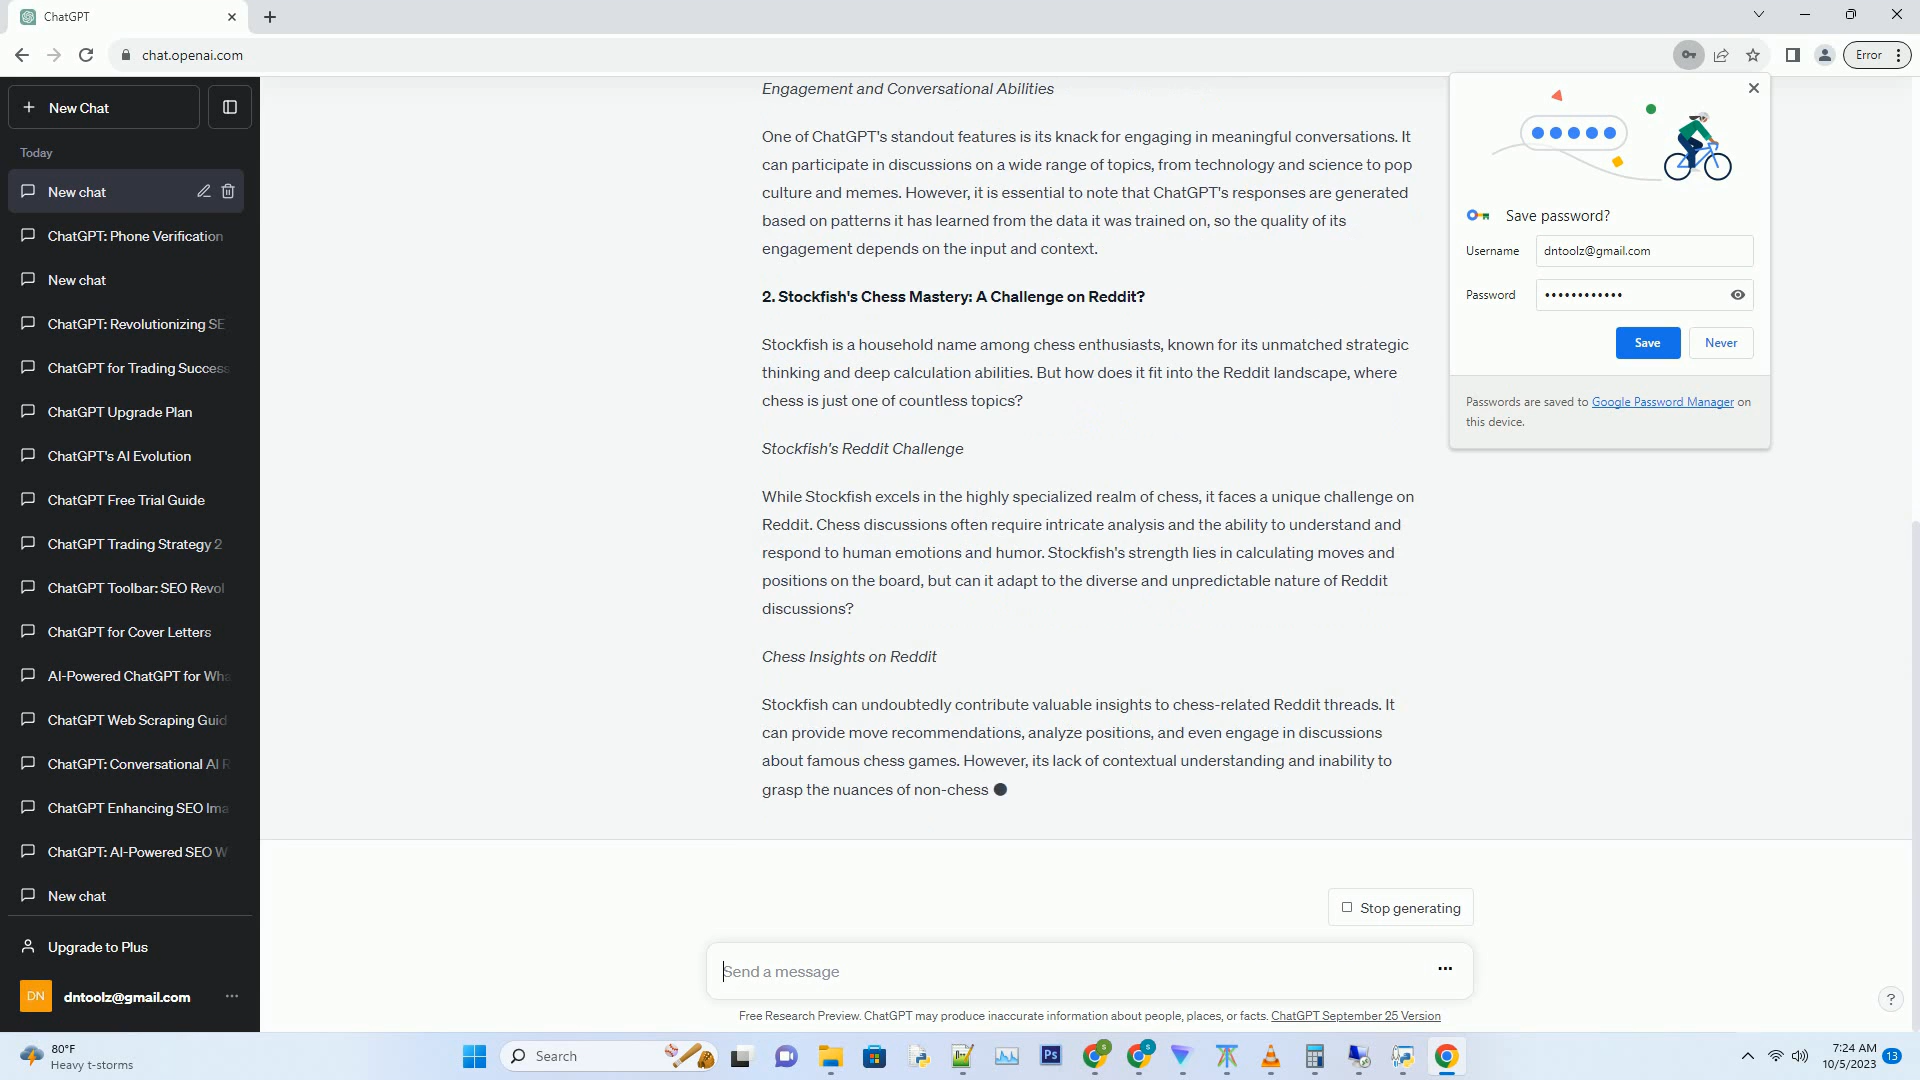 ChatGPT
chat.openai.com
Error
New Chat
Today
New chat
ChatGPT: Phone Verification
New chat
ChatGPT: Revolutionizing SE
ChatGPT for Trading Success
ChatGPT Upgrade Plan
ChatGPT's AI Evolution
ChatGPT Free Trial Guide
ChatGPT Trading Strategy 2
ChatGPT Toolbar: SEO Revol
ChatGPT for Cover Letters
AI-Powered ChatGPT for Wha
ChatGPT Web Scraping Guid
ChatGPT: Conversational AI R
ChatGPT Enhancing SEO Ima
ChatGPT: AI-Powered SEO W
New chat
Upgrade to Plus
DN
dntoolz@gmail.com
Engagement and Conversational Abilities
One of ChatGPT's standout features is its knack for engaging in meaningful conversations. It
can participate in discussions on a wide range of topics, from technology and science to pop
culture and memes. However, it is essential to note that ChatGPT's responses are generated
based on patterns it has learned from the data it was trained on, so the quality of its
engagement depends on the input and context.
2. Stockfish's Chess Mastery: A Challenge on Reddit?
Stockfish is a household name among chess enthusiasts, known for its unmatched strategic
thinking and deep calculation abilities. But how does it fit into the Reddit landscape, where
chess is just one of countless topics?
Stockfish's Reddit Challenge
While Stockfish excels in the highly specialized realm of chess, it faces a unique challenge on
Reddit. Chess discussions often require intricate analysis and the ability to understand and
respond to human emotions and humor. Stockfish's strength lies in calculating moves and
positions on the board, but can it adapt to the diverse and unpredictable nature of Reddit
discussions?
Chess Insights on Reddit
Stockfish can undoubtedly contribute valuable insights to chess-related Reddit threads. It
can provide move recommendations, analyze positions, and even engage in discussions
about famous chess games. However, its lack of contextual understanding and inability to
grasp the nuances of non-chess
Save password?
Username
dntoolz@gmail.com
Password
••••••••••••
Save
Never
Passwords are saved to Google Password Manager on
this device.
Stop generating
Send a message
Free Research Preview. ChatGPT may produce inaccurate information about people, places, or facts. ChatGPT September 25 Version
?
80°F
Heavy t-storms
Search
Ps
S
S
7:24 AM
10/5/2023
13